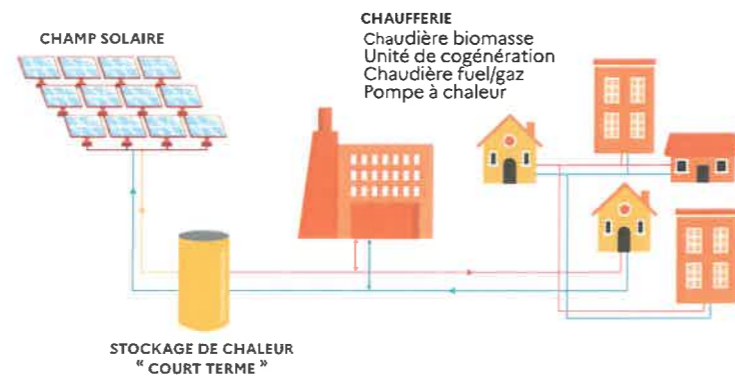 CHAMP SOLAIRE
CHAUFFERIE
Chaudière biomasse
Unité de cogénération
Chaudière fuel/gaz
Pompe à chaleur
STOCKAGE DE CHALEUR
" COURT TERME "